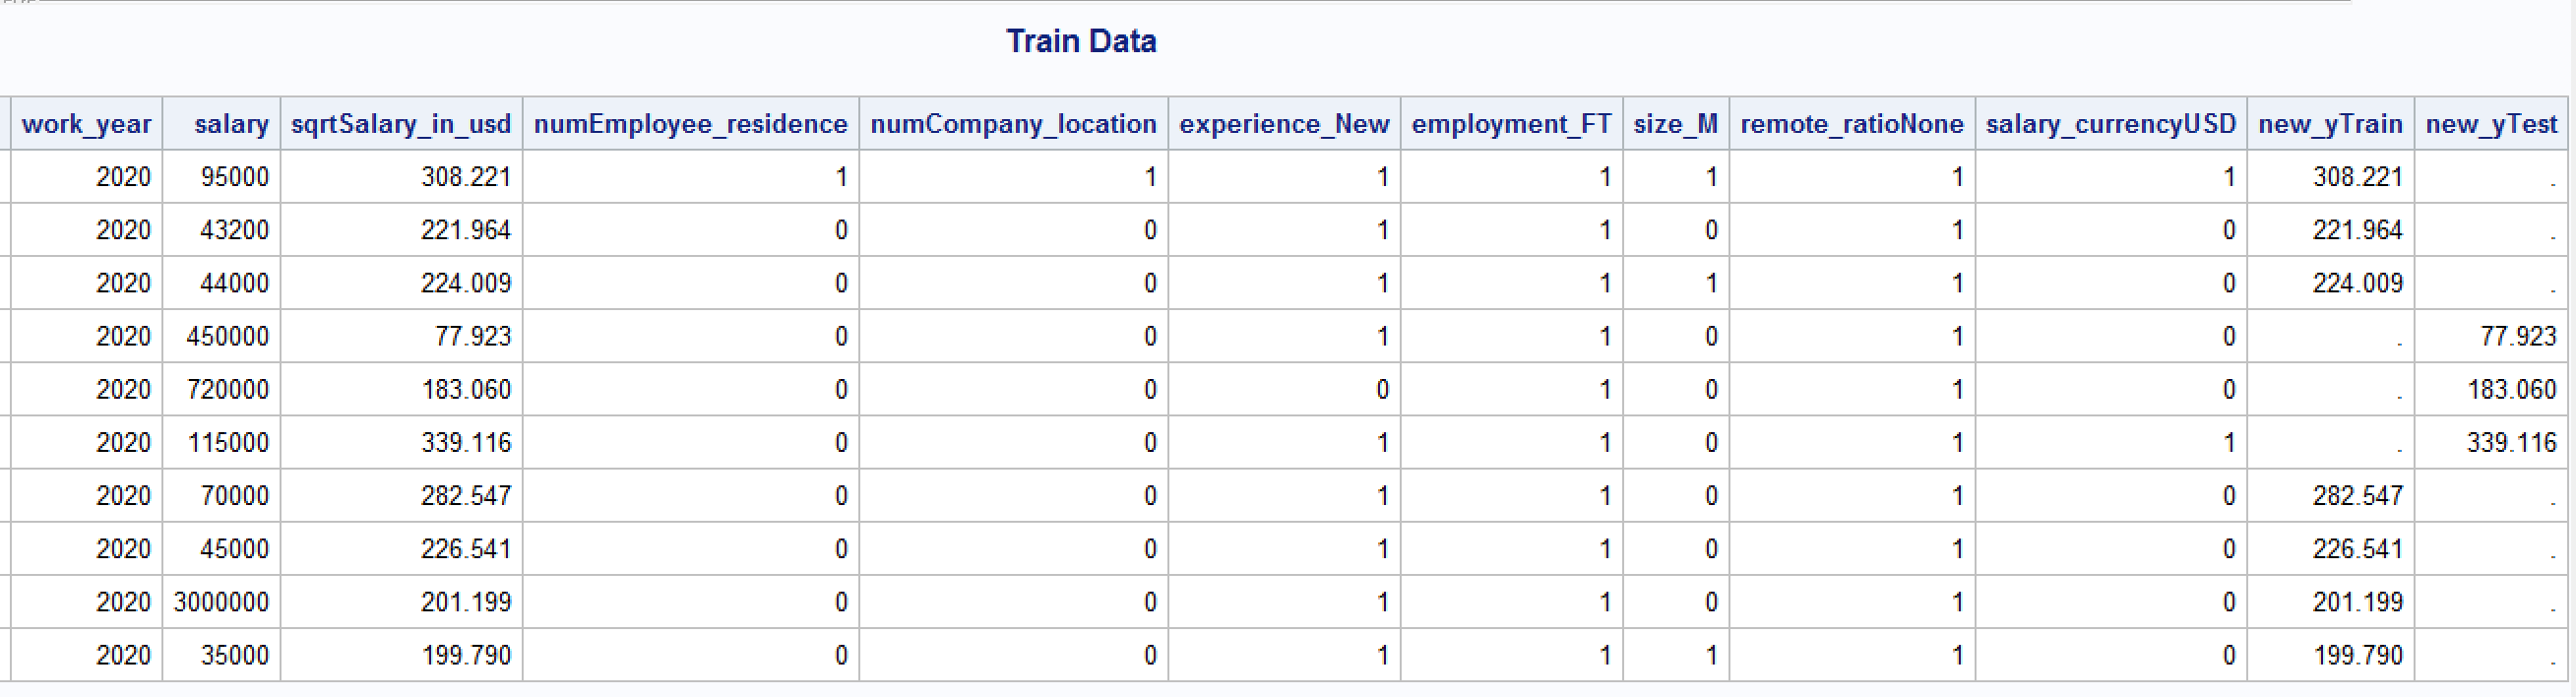 Train Data
work_year salary sqrtSalary_in_usd numEmployee_residence numCompany_location experience_New employment_FT size_M remote_ratioNone salary_currencyUSD new_yTrain new_yTest
2020 95000 308.221 1 1 1 1 1 1 1 308.221 .
2020 43200 221.964 0 0 1 1 0 1 0 221.964 .
2020 44000 224.009 0 0 1 1 1 1 0 224.009 .
2020 450000 77.923 0 0 1 1 0 1 0 . 77.923
2020 720000 183.060 0 0 0 1 0 1 0 . 183.060
2020 115000 339.116 0 0 1 1 0 1 1 . 339.116
2020 70000 282.547 0 0 1 1 0 1 0 282.547 .
2020 45000 226.541 0 0 1 1 0 1 0 226.541 .
2020 3000000 201.199 0 0 1 1 0 1 0 201.199 .
2020 35000 199.790 0 0 1 1 1 1 0 199.790 .